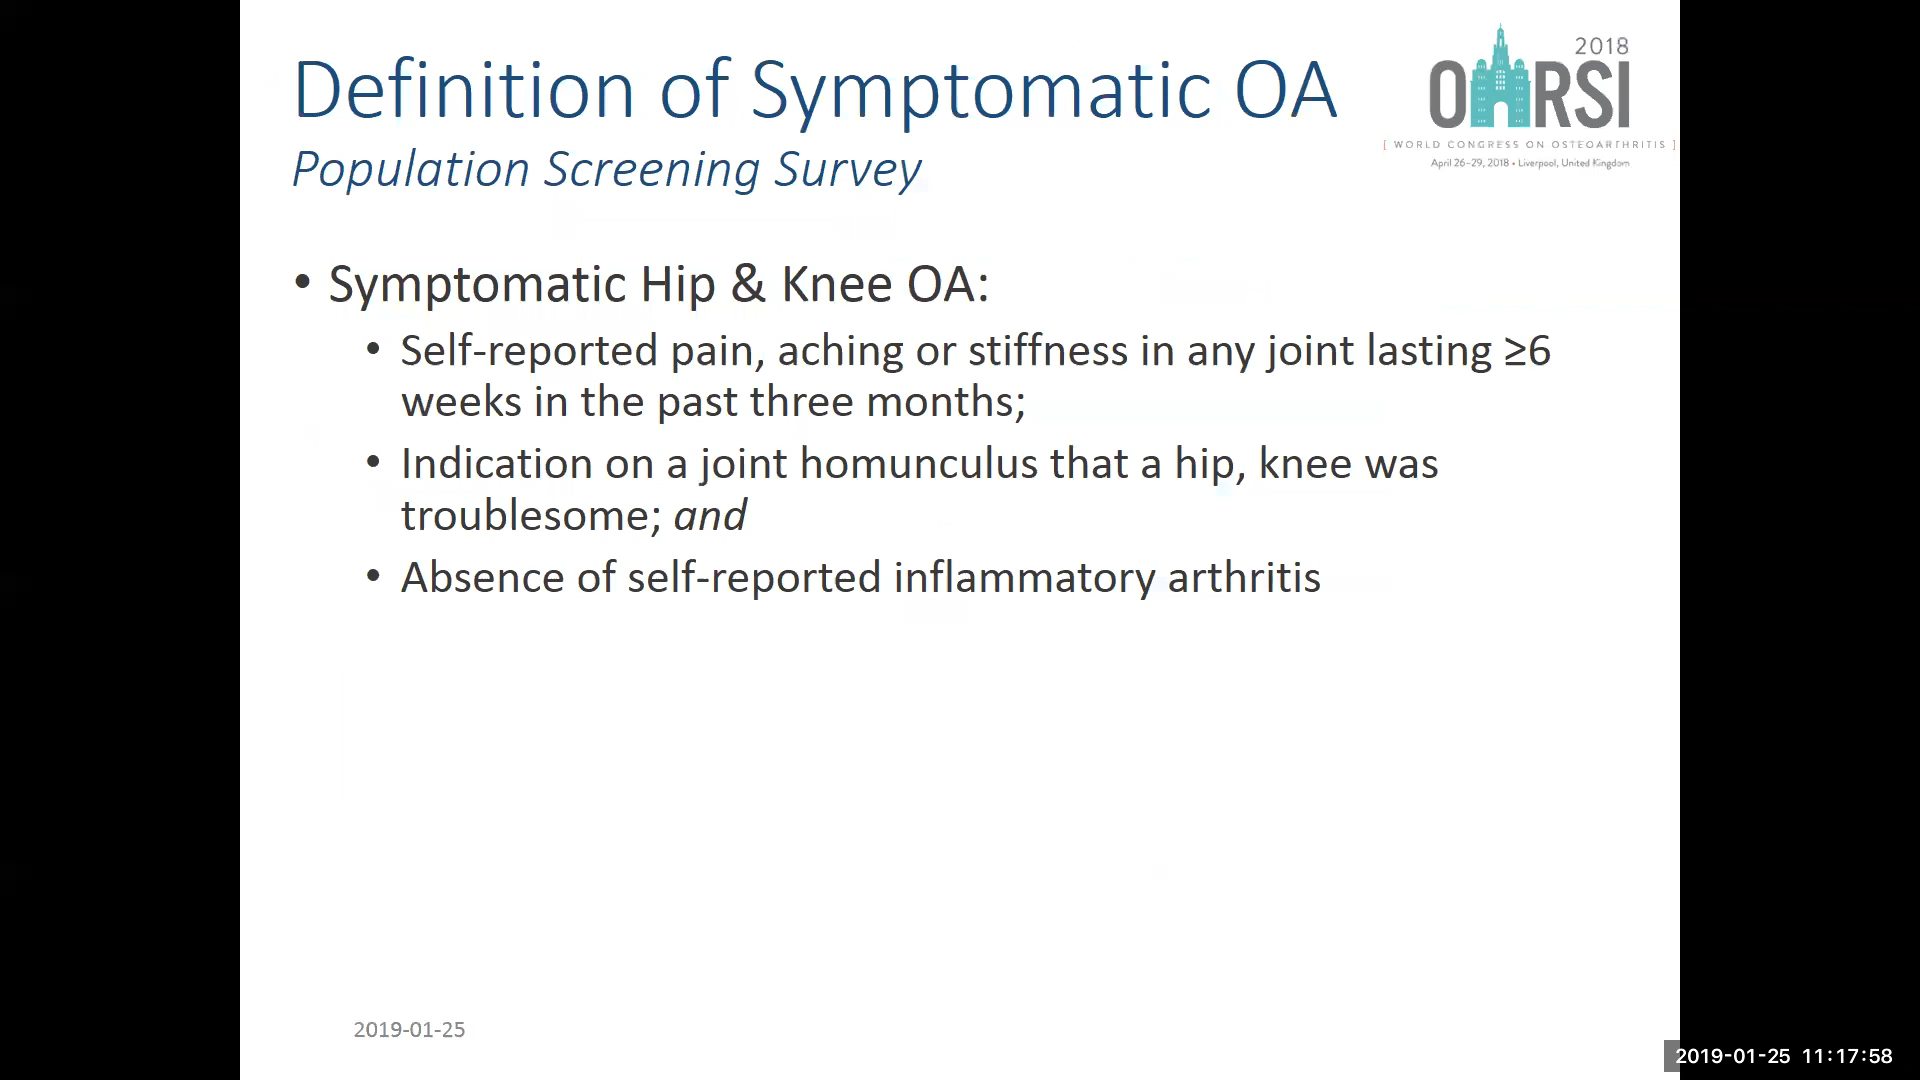 Definition of Symptomatic OA
Population Screening Survey
2018
OARSI
[ WORLD CONGRESS ON OSTEOARTHRITIS ]
April 26-29, 2018 • Liverpool, United Kingdom
• Symptomatic Hip & Knee OA:
• Self-reported pain, aching or stiffness in any joint lasting ≥6
weeks in the past three months;
• Indication on a joint homunculus that a hip, knee was
troublesome; and
• Absence of self-reported inflammatory arthritis
2019-01-25
2019-01-25 11:17:58